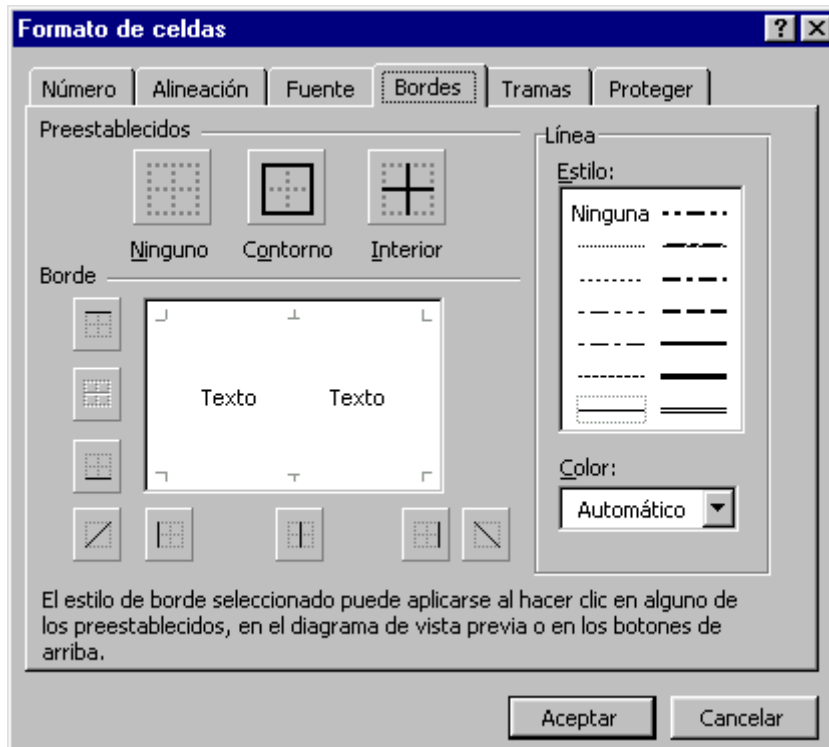 Formato de celdas
Número Alineación Fuente Bordes Tramas Proteger
Preestablecidos
Ninguno Contorno Interior
Borde
Texto Texto
Línea
Estilo:
Ninguna
Color:
Automático
El estilo de borde seleccionado puede aplicarse al hacer clic en alguno de
los preestablecidos, en el diagrama de vista previa o en los botones de
arriba.
Aceptar Cancelar